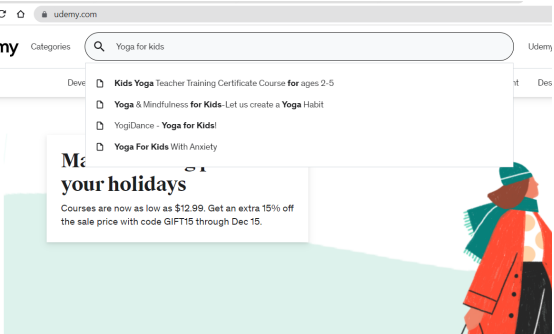 udemy.com
my Categories Yoga for kids Udemy
Deve
nt Des
Kids Yoga Teacher Training Certificate Course for ages 2-5
Yoga & Mindfulness for Kids-Let us create a Yoga Habit
YogiDance - Yoga for Kids!
Yoga For Kids With Anxiety
your holidays
Courses are now as low as $12.99. Get an extra 15% off
the sale price with code GIFT15 through Dec 15.